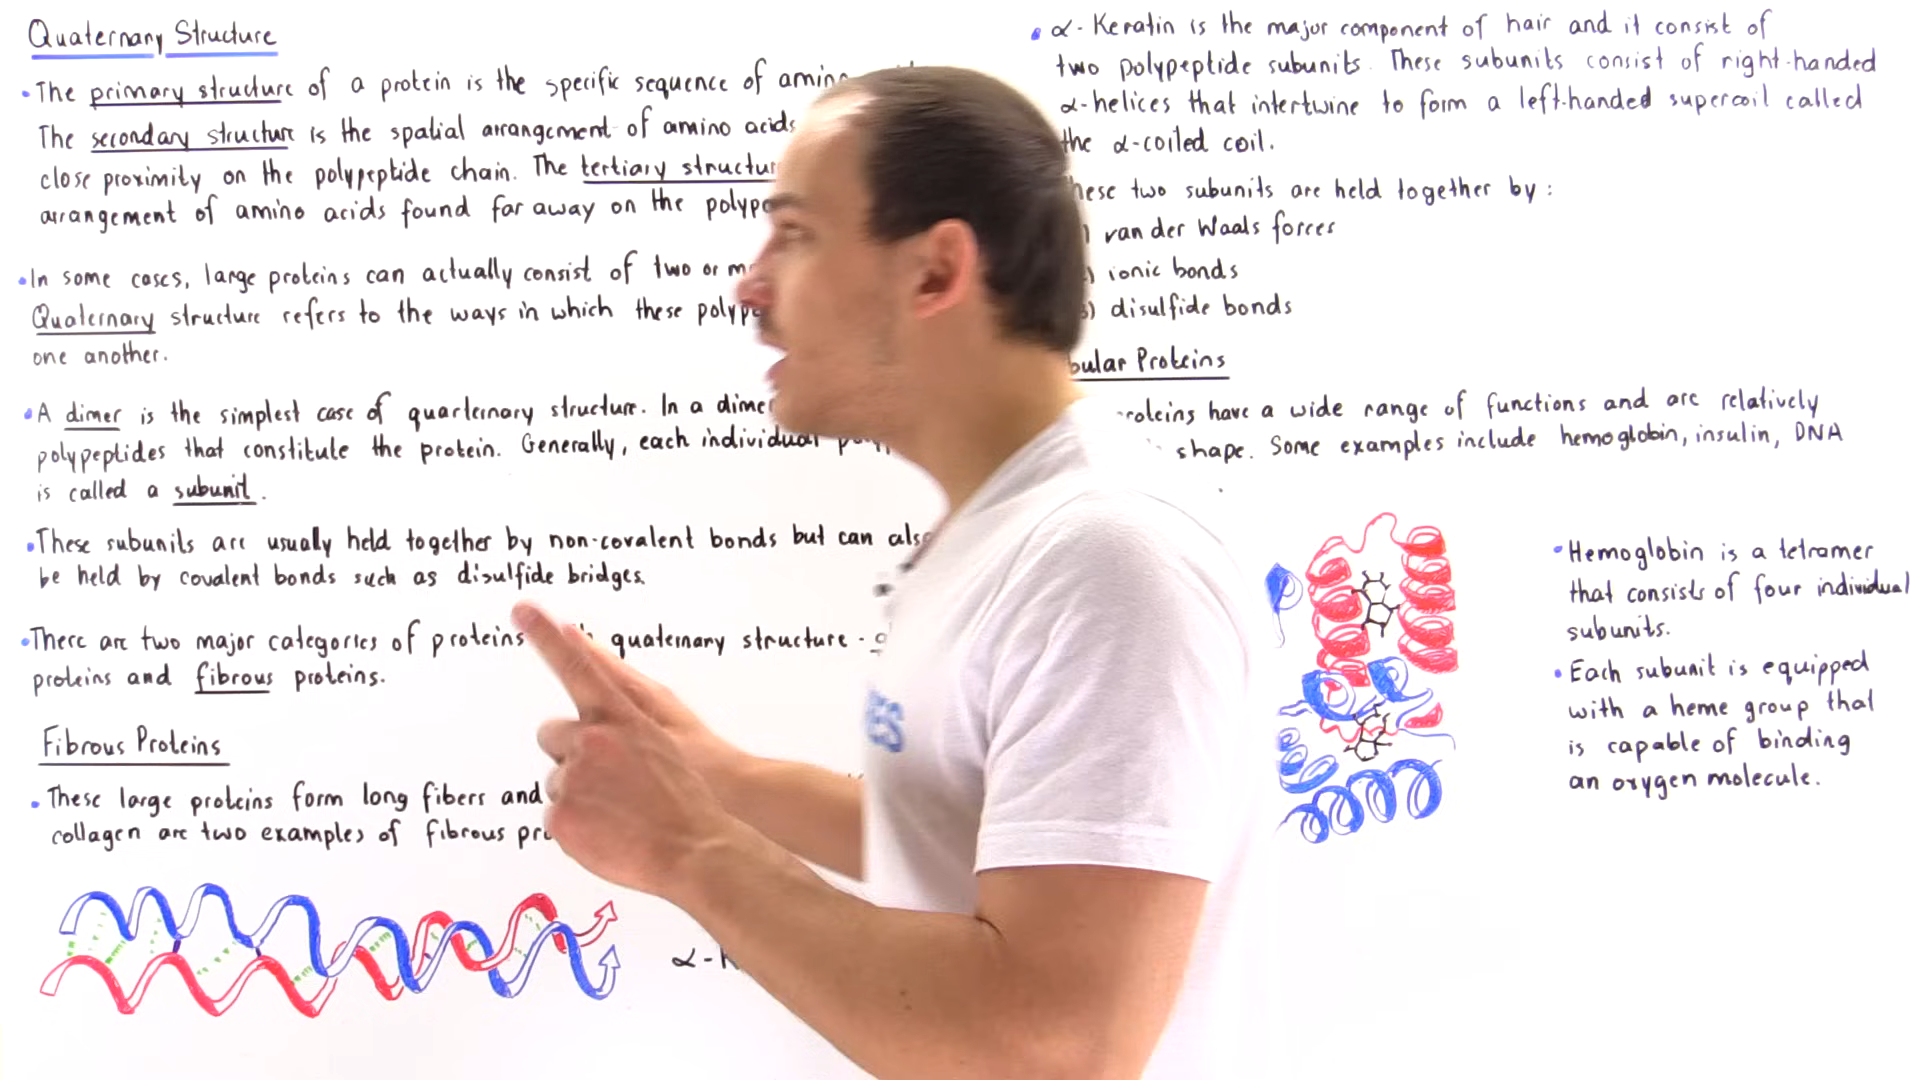 Quaternary Structure
• The primary structure of a protein is the specific sequence of amino
The secondary structure is the spatial arrangement of amino acids
close proximity on the polypeptide chain. The tertiary
arrangement of amino acids found far away on the
• In some cases, large proteins can actually consist of two or
Quaternary structure refers to the ways in which these
one another.
• A dimer is the simplest case of quarternary structure. In a
polypeptides that constitute the protein. Generally, each individual
is called a subunit.
• These subunits are usually held together by non-covalent bonds but can also
be held by covalent bonds such as disulfide bridges.
• There are two major categories of proteins quaternary structure -
proteins and fibrous proteins.
Fibrous Proteins
• These large proteins form long fibers and
collagen are two examples of fibrous
α-K
• α-Keratin is the major component of hair and it consist of
two polypeptide subunits. These subunits consist of right-handed
α-helices that intertwine to form a left-handed supercoil called
the α-coiled coil.
these two subunits are held together by :
) van der Waals forces
) ionic bonds
3) disulfide bonds
bular Proteins
roteins have a wide range of functions and are relatively
shape. Some examples include hemoglobin, insulin, DNA
• Hemoglobin is a tetramer
that consists of four individual
subunits.
• Each subunit is equipped
with a heme group that
is capable of binding
an oxygen molecule.
ES